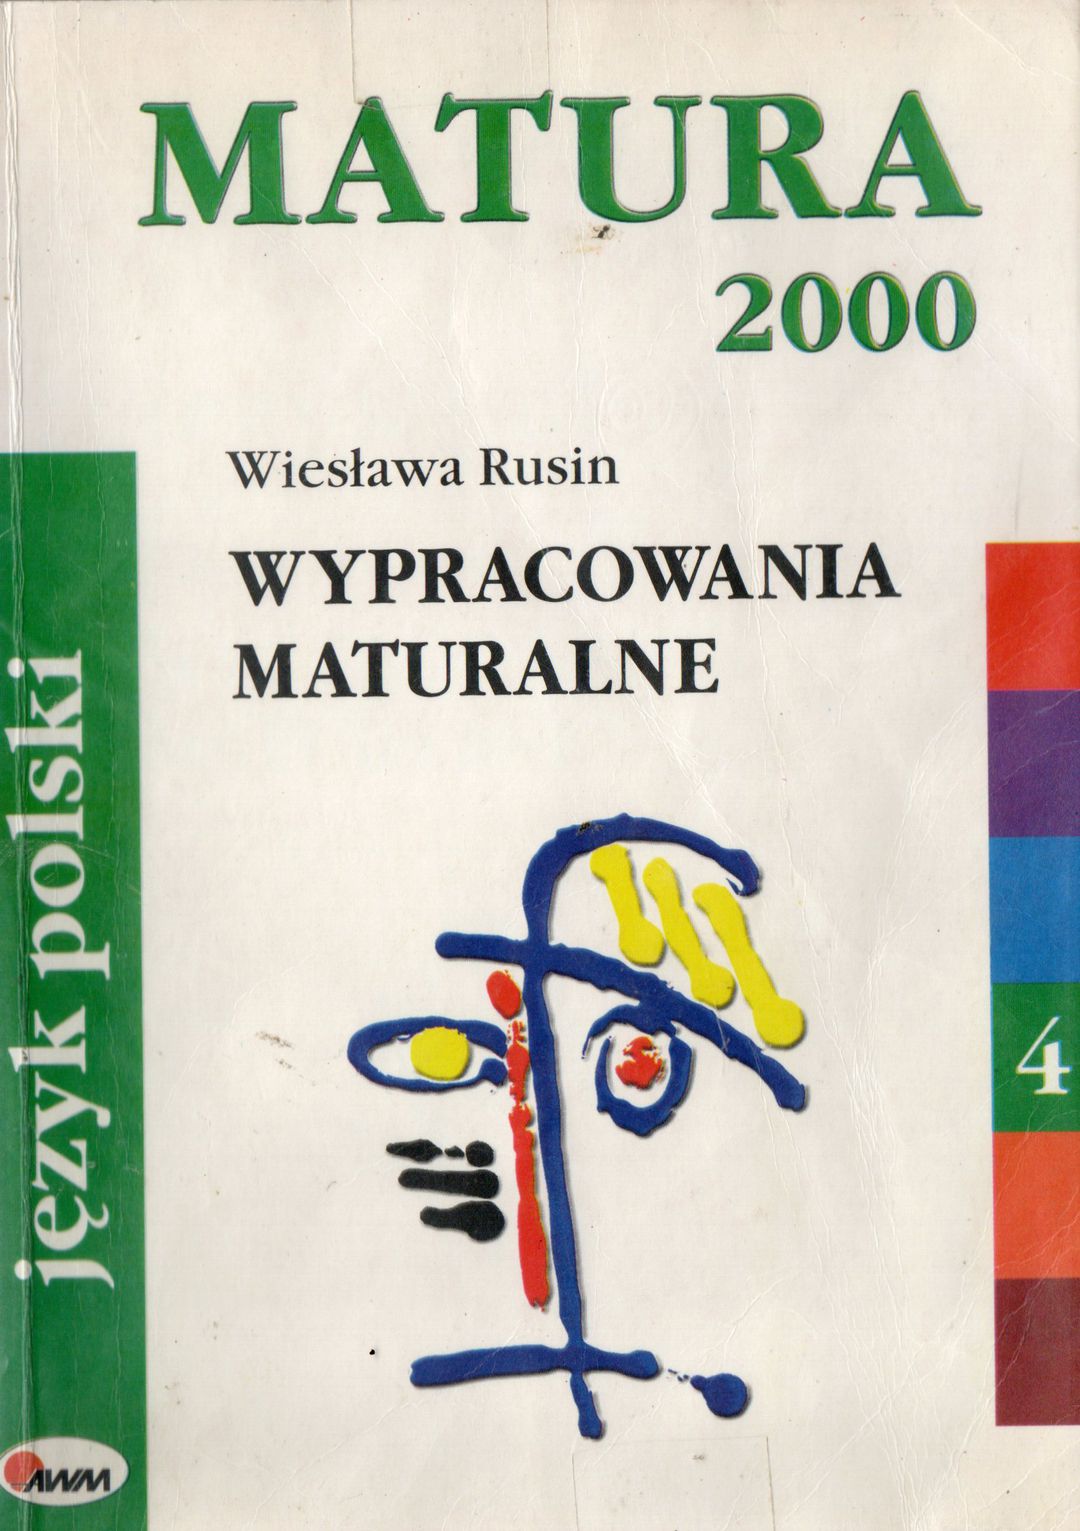 MATURA
2000
Wiesława Rusin
WYPRACOWANIA
MATURALNE
język polski
4
AWM